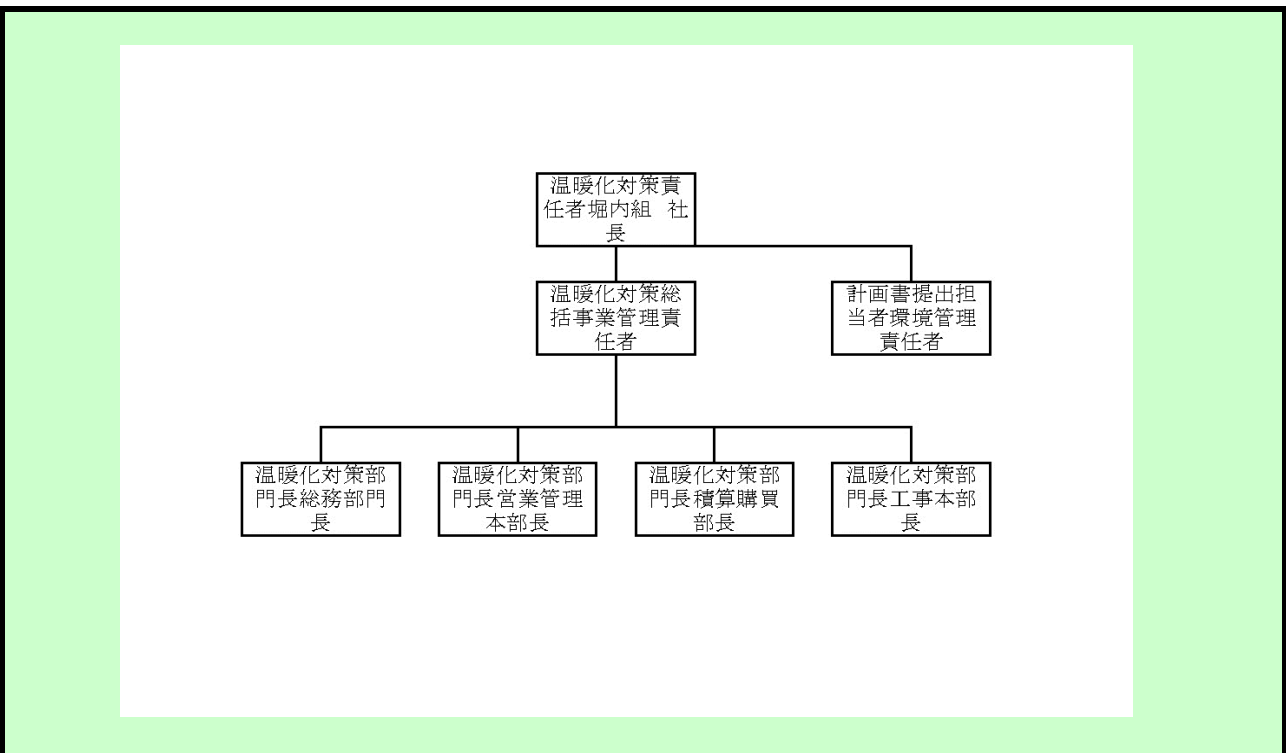 温暖化対策責
任者堀内組　社
長
温暖化対策総
括事業管理責
任者
計画書提出担
当者環境管理
責任者
温暖化対策部
門長総務部門
長
温暖化対策部
門長営業管理
本部長
温暖化対策部
門長積算購買
部長
温暖化対策部
門長工事本部
長